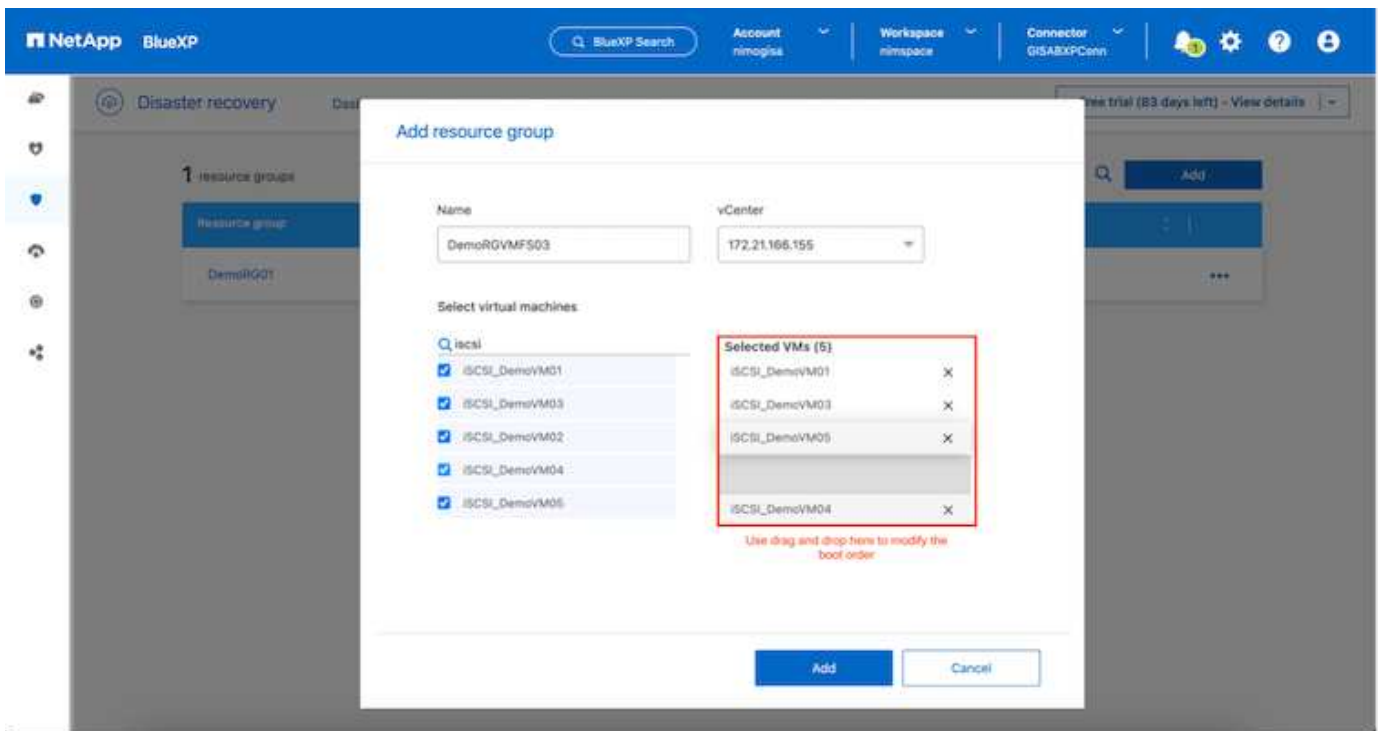 NetApp BlueXP
BlueXP Search
Account
nimogisa
Workspace
nimspace
Connector
GISABXPConn
1
Disaster recovery
Free trial (83 days left) - View details
Add resource group
1 resource groups
Add
Resource group
DemoRG01
Name
vCenter
DemoRGVMFS03
172.21.166.155
Select virtual machines
iscsi
iSCSI_DemoVM01
iSCSI_DemoVM03
iSCSI_DemoVM02
iSCSI_DemoVM04
iSCSI_DemoVM05
Selected VMs (5)
iSCSI_DemoVM01
iSCSI_DemoVM03
iSCSI_DemoVM05
iSCSI_DemoVM04
Use drag and drop here to modify the
boot order
Add
Cancel